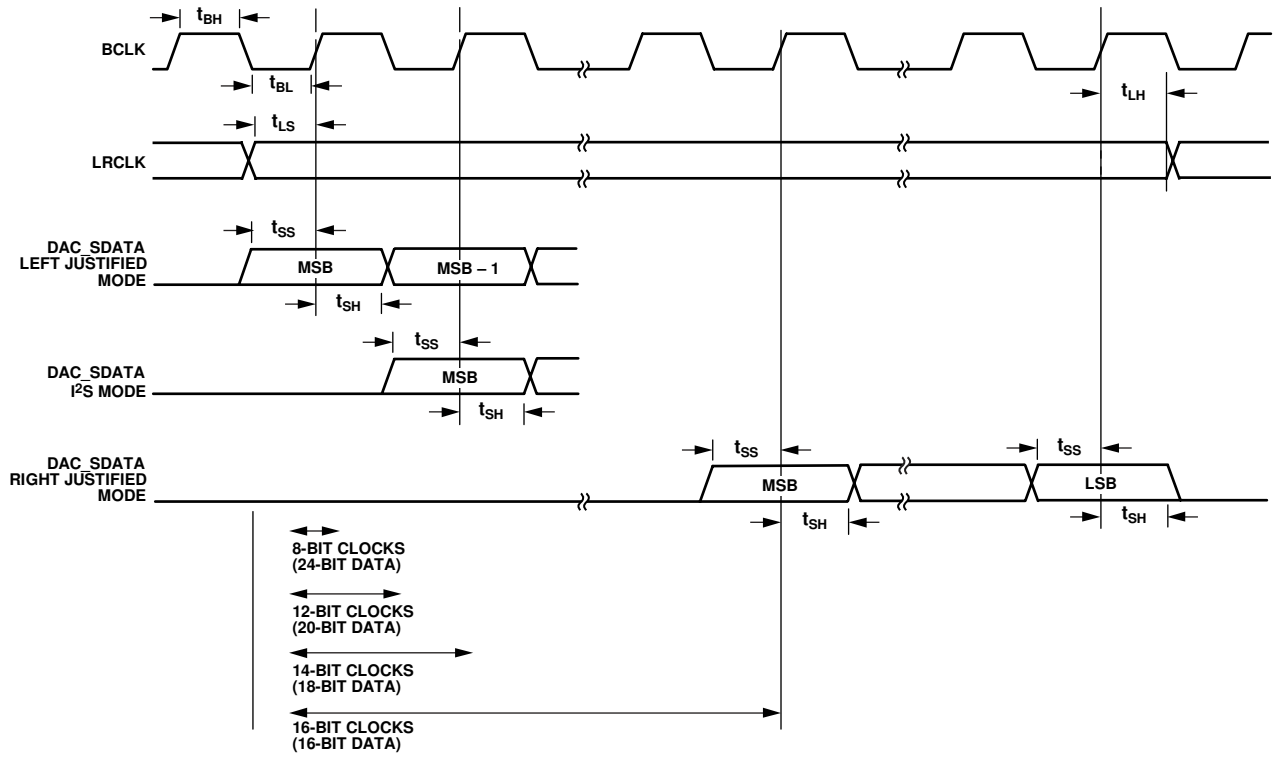 tBH
BCLK
tBL
tLH
tLS
LRCLK
tSS
DAC_SDATA
LEFT JUSTIFIED
MODE
MSB
MSB – 1
tSH
tSS
DAC_SDATA
I2S MODE
MSB
tSH
DAC_SDATA
RIGHT JUSTIFIED
MODE
tSS
tSS
MSB
LSB
tSH
tSH
8-BIT CLOCKS
(24-BIT DATA)
12-BIT CLOCKS
(20-BIT DATA)
14-BIT CLOCKS
(18-BIT DATA)
16-BIT CLOCKS
(16-BIT DATA)